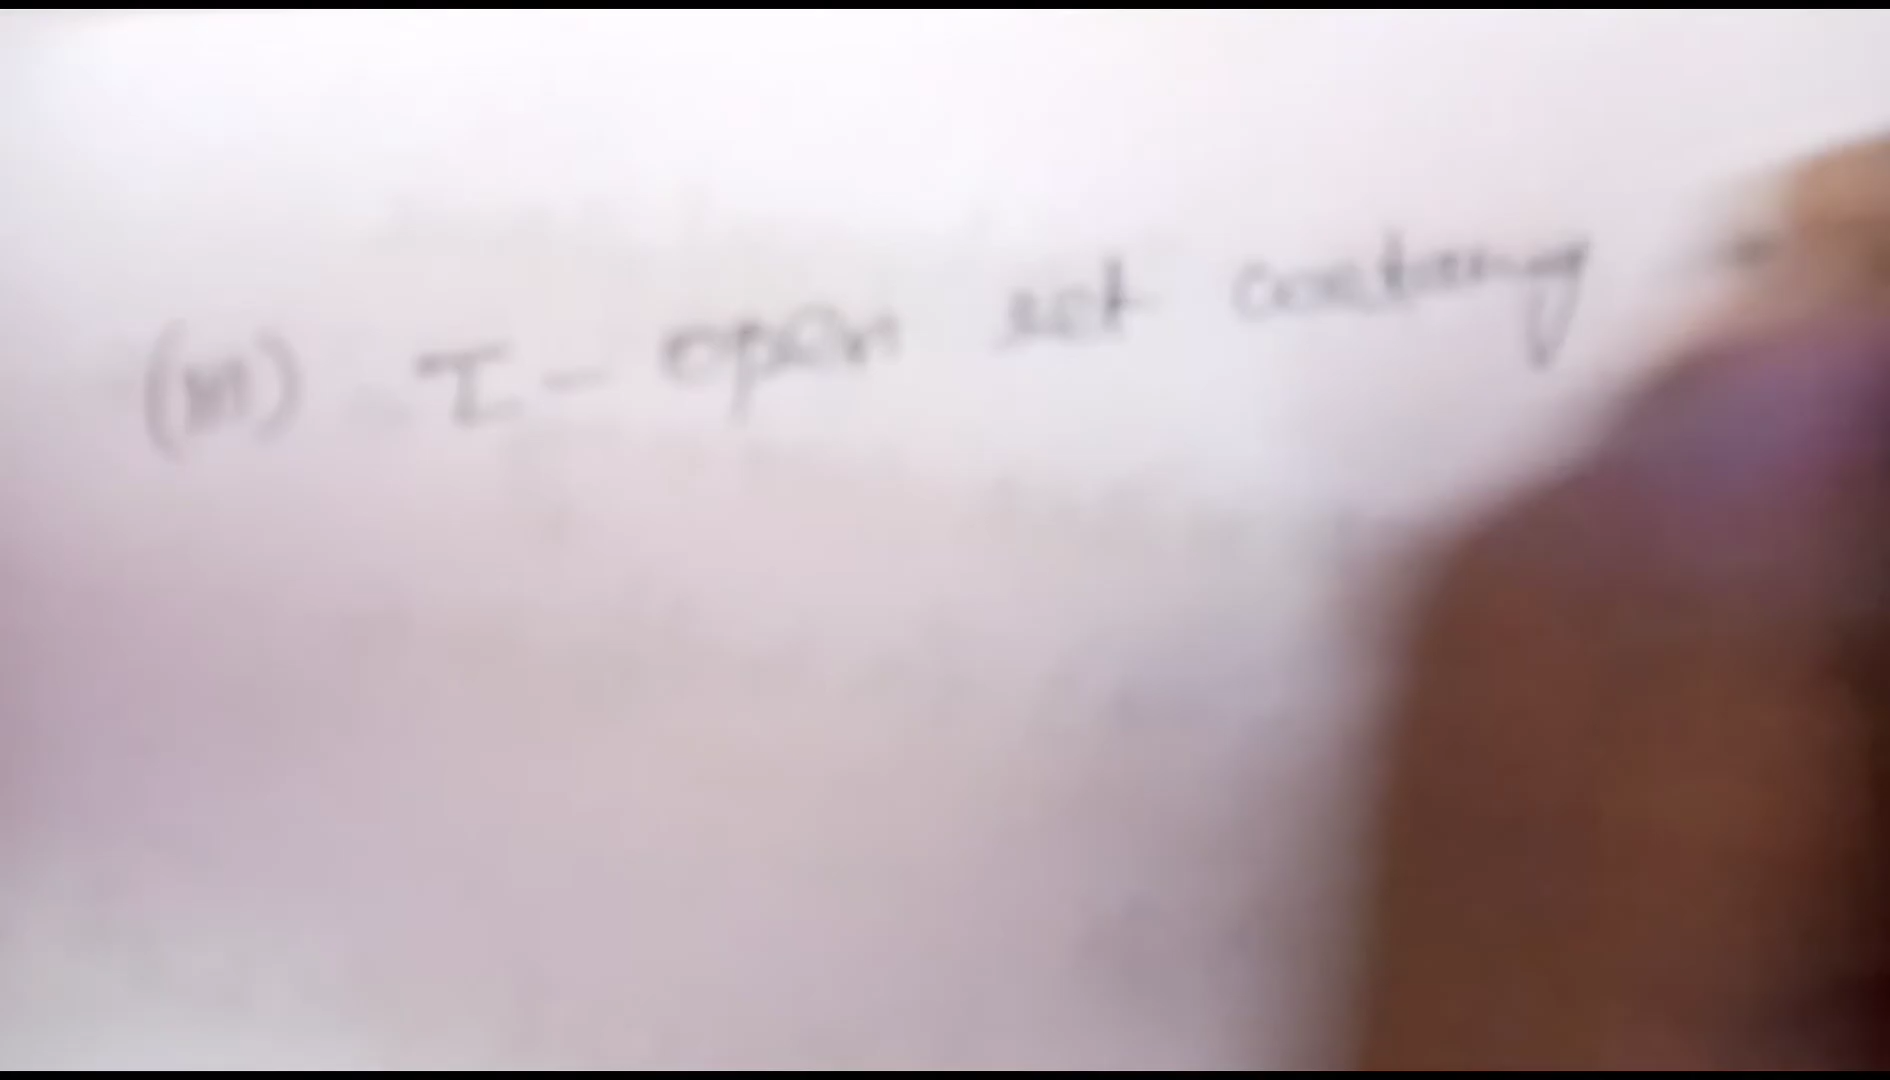 (iii) τ - open set containg